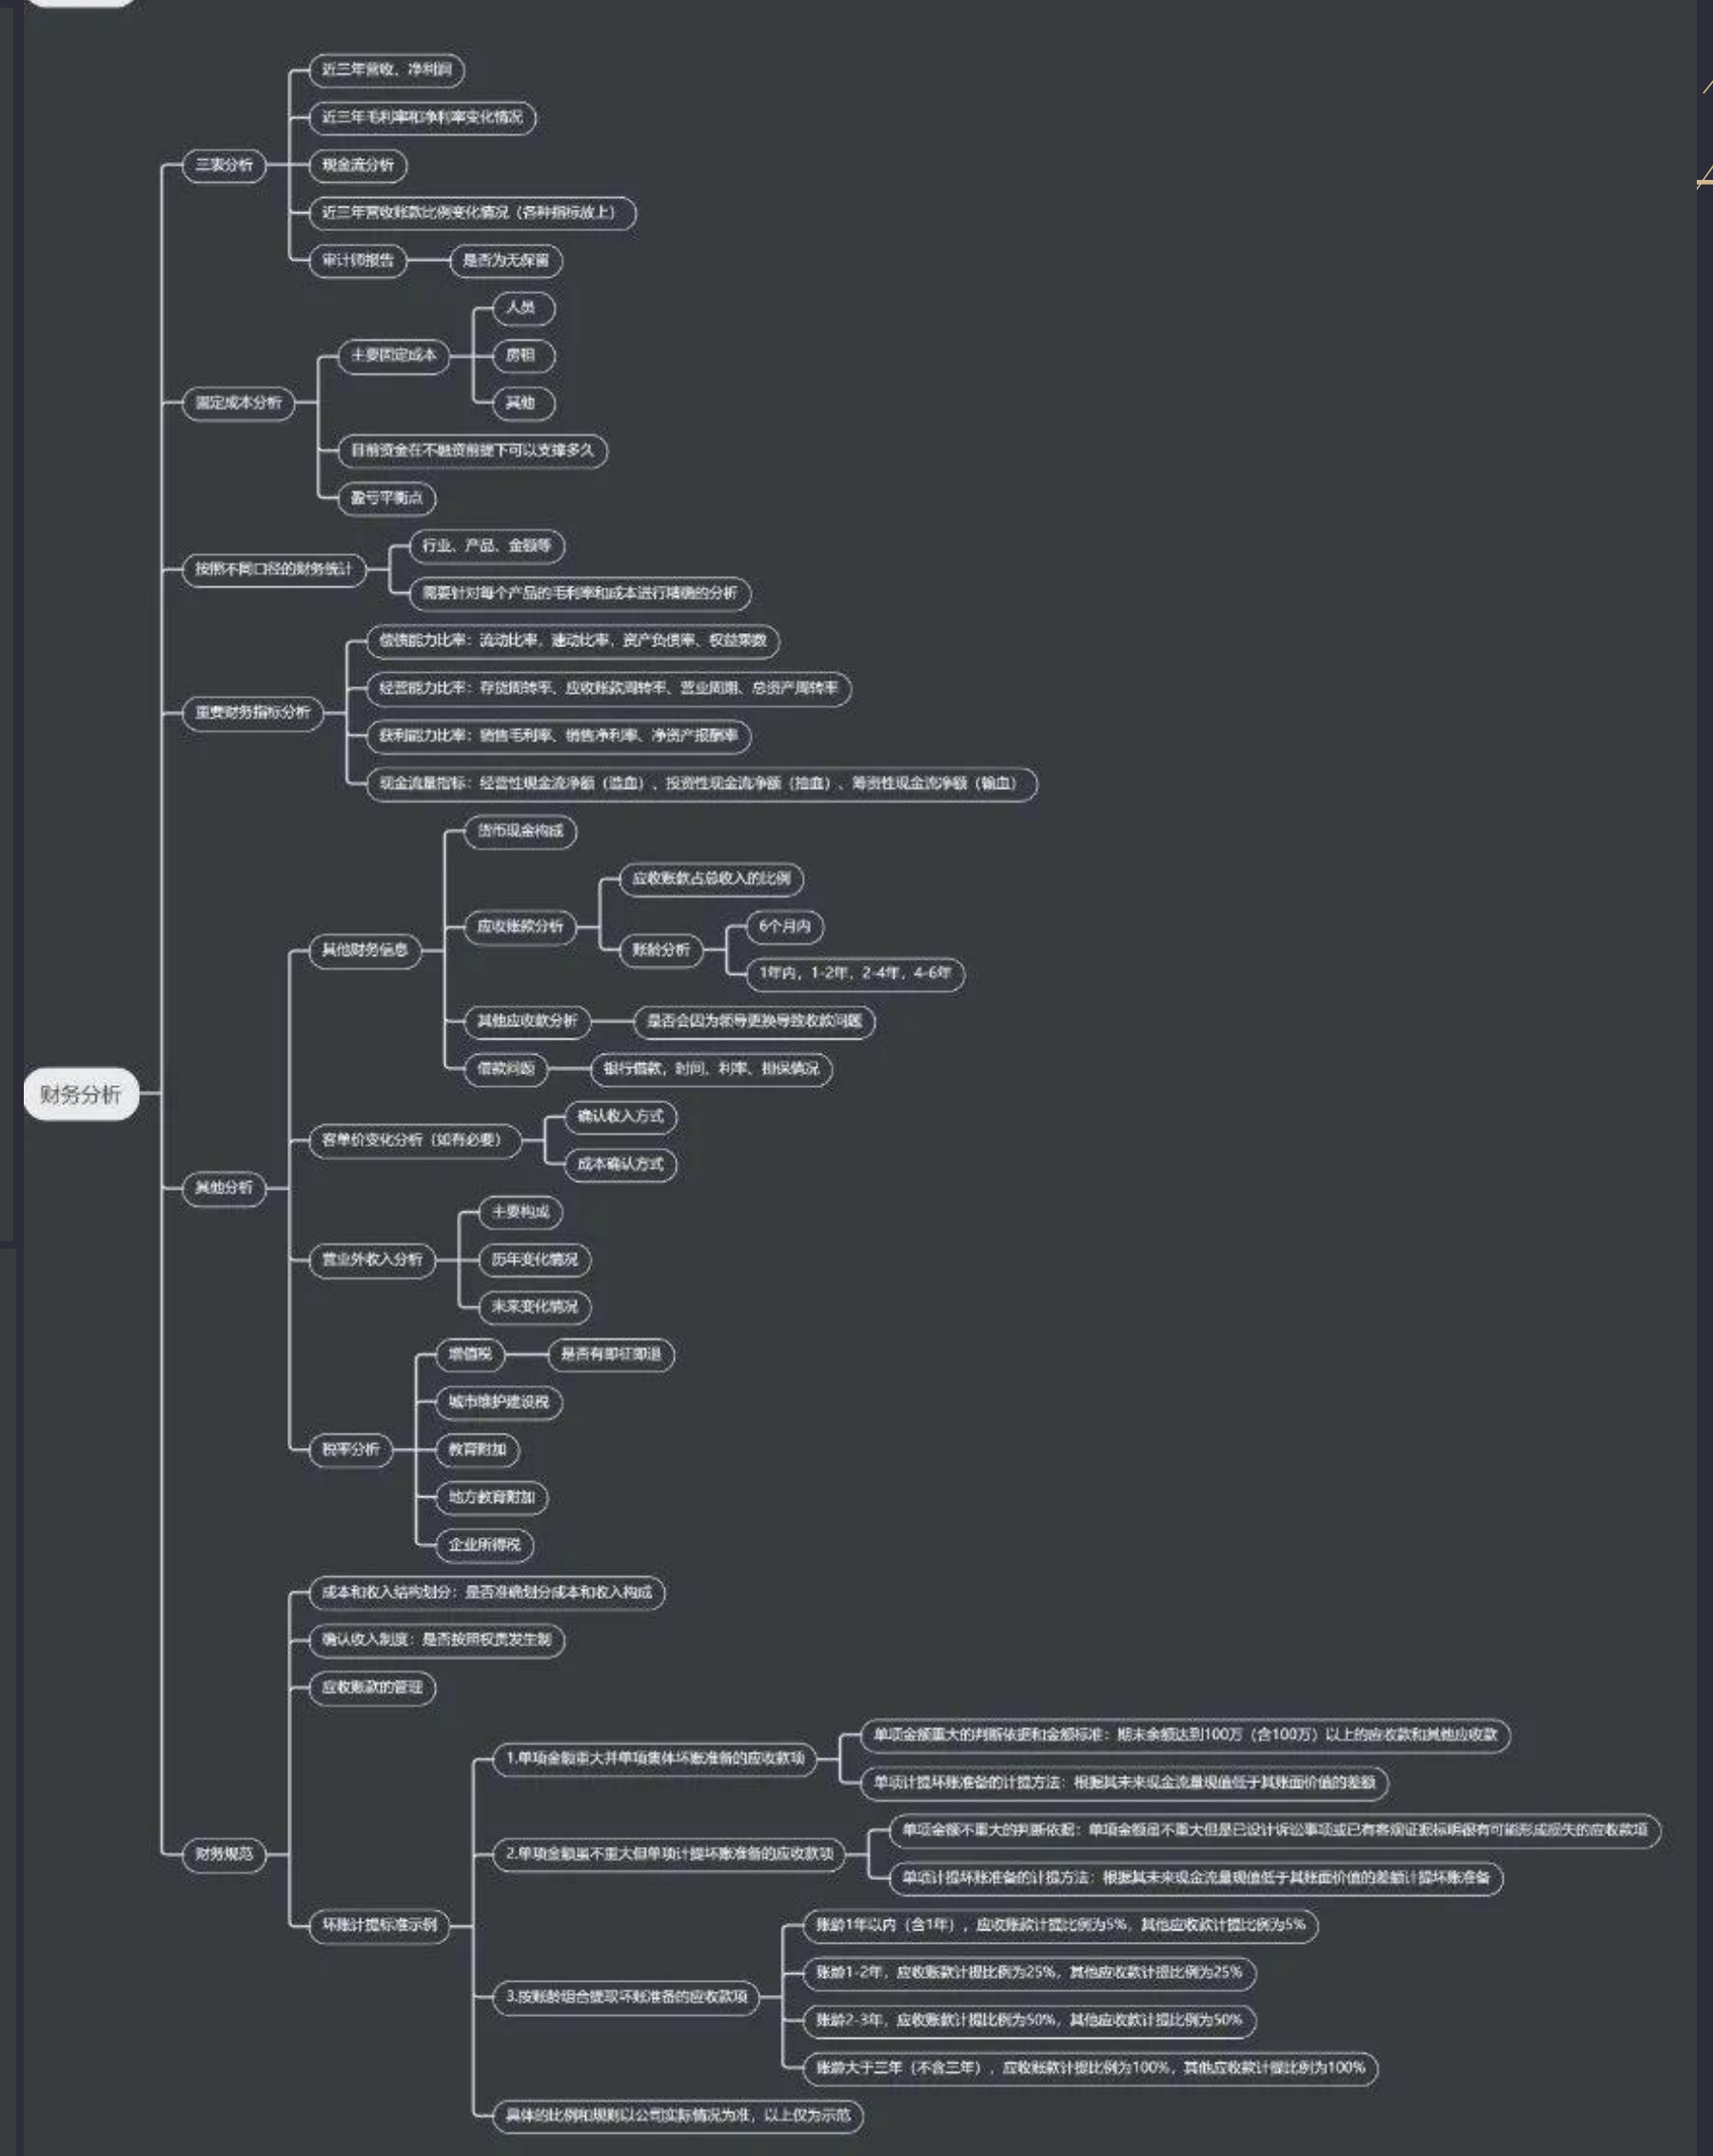 近三年营收、净利润
近三年毛利率和净利率变化情况
三表分析
现金流分析
近三年营收账款比例变化情况（各种指标放上）
审计师报告
是否为无保留
人员
主要固定成本
房租
其他
固定成本分析
目前资金在不融资前提下可以支撑多久
盈亏平衡点
行业、产品、金额等
按照不同口径的财务统计
需要针对每个产品的毛利率和成本进行精确的分析
偿债能力比率：流动比率，速动比率，资产负债率、权益乘数
经营能力比率：存货周转率、应收账款周转率、营业周期、总资产周转率
重要财务指标分析
获利能力比率：销售毛利率、销售净利率、净资产报酬率
现金流量指标：经营性现金流净额（造血）、投资性现金流净额（抽血）、筹资性现金流净额（输血）
货币现金构成
应收账款占总收入的比例
应收账款分析
6个月内
其他财务信息
账龄分析
1年内，1-2年，2-4年，4-6年
其他应收款分析
是否会因为领导更换导致收款问题
借款问题
银行借款，时间、利率、担保情况
财务分析
确认收入方式
客单价变化分析（如有必要）
成本确认方式
其他分析
主要构成
营业外收入分析
历年变化情况
未来变化情况
增值税
是否有即征即退
城市维护建设税
税率分析
教育附加
地方教育附加
企业所得税
成本和收入结构划分：是否准确划分成本和收入构成
确认收入制度：是否按照权责发生制
应收账款的管理
单项金额重大的判断依据和金额标准：期末余额达到100万（含100万）以上的应收款和其他应收款
1.单项金额重大并单项集体坏账准备的应收款项
单项计提坏账准备的计提方法：根据其未来现金流量现值低于其账面价值的差额
单项金额不重大的判断依据：单项金额虽不重大但是已设计诉讼事项或已有客观证据标明很有可能形成损失的应收款项
财务规范
2.单项金额虽不重大但单项计提坏账准备的应收款项
单项计提坏账准备的计提方法：根据其未来现金流量现值低于其账面价值的差额计提坏账准备
坏账计提标准示例
账龄1年以内（含1年），应收账款计提比例为5%，其他应收款计提比例为5%
账龄1-2年，应收账款计提比例为25%，其他应收款计提比例为25%
3.按账龄组合提取坏账准备的应收款项
账龄2-3年，应收账款计提比例为50%，其他应收款计提比例为50%
账龄大于三年（不含三年），应收账款计提比例为100%，其他应收款计提比例为100%
具体的比例和规则以公司实际情况为准，以上仅为示范